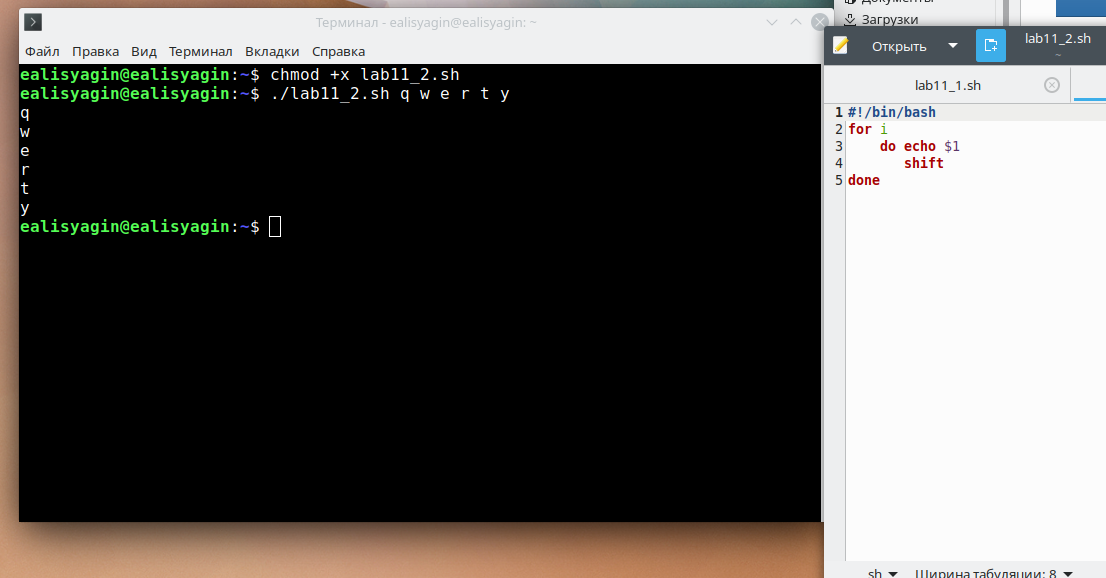 Терминал - ealisyagin@ealisyagin: ~
Файл Правка Вид Терминал Вкладки Справка
ealisyagin@ealisyagin:~$ chmod +x lab11_2.sh
ealisyagin@ealisyagin:~$ ./lab11_2.sh q w e r t y
q
w
e
r
t
y
ealisyagin@ealisyagin:~$
Документы
Загрузки
Открыть
lab11_2.sh
~
lab11_1.sh
1 #!/bin/bash
2 for i
3 do echo $1
4 shift
5 done
sh Ширина табуляции: 8